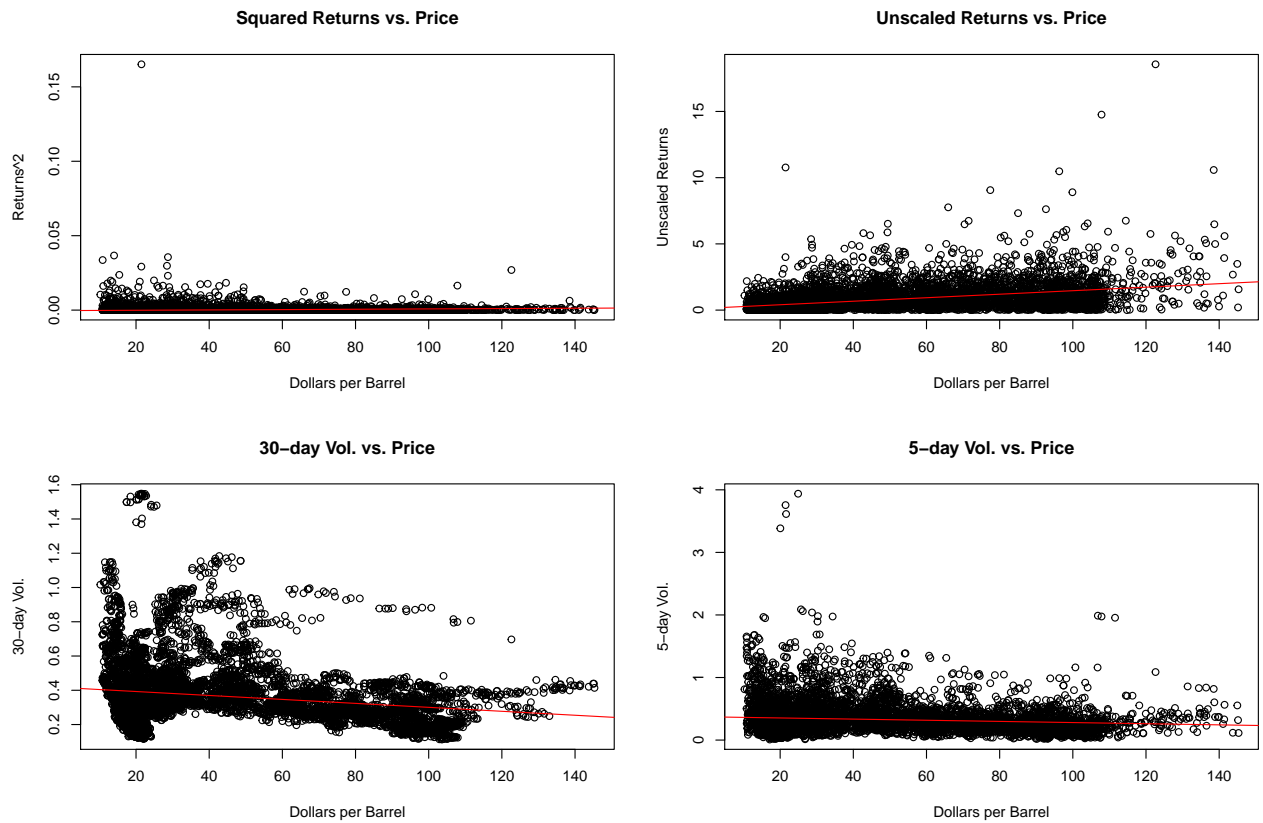 Squared Returns vs. Price
Returns^2
0.00 0.05 0.10 0.15
20 40 60 80 100 120 140
Dollars per Barrel
Unscaled Returns vs. Price
Unscaled Returns
0 5 10 15
20 40 60 80 100 120 140
Dollars per Barrel
30−day Vol. vs. Price
30−day Vol.
0.2 0.4 0.6 0.8 1.0 1.2 1.4 1.6
20 40 60 80 100 120 140
Dollars per Barrel
5−day Vol. vs. Price
5−day Vol.
0 1 2 3 4
20 40 60 80 100 120 140
Dollars per Barrel